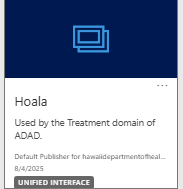 ...
Hoala
Used by the Treatment domain of
ADAD.
Default Publisher for hawaiidepartmentofheal...
8/4/2025
UNIFIED INTERFACE